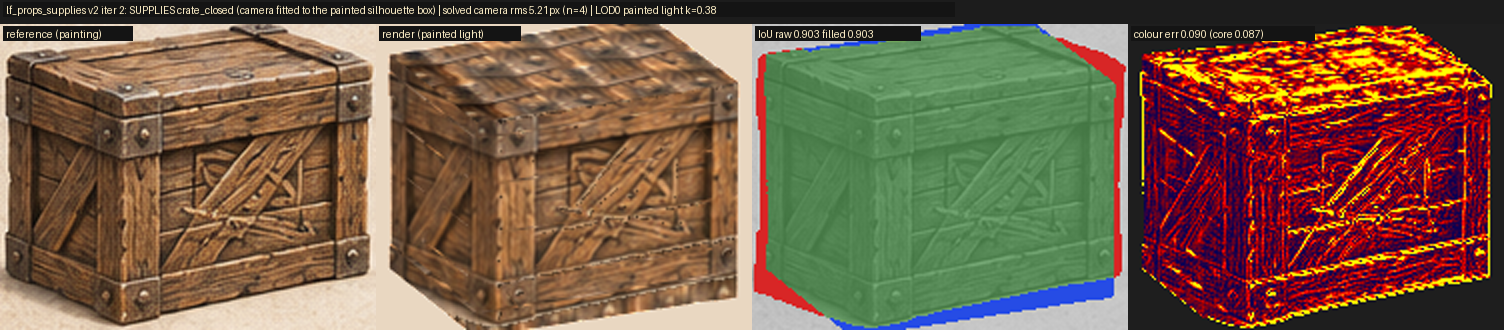 lf_props_supplies v2 iter 2: SUPPLIES crate_closed (camera fitted to the painted silhouette box) | solved camera rms 5.21px (n=4) | LOD0 painted light k=0.38
reference (painting)
render (painted light)
IoU raw 0.903 filled 0.903
colour err 0.090 (core 0.087)